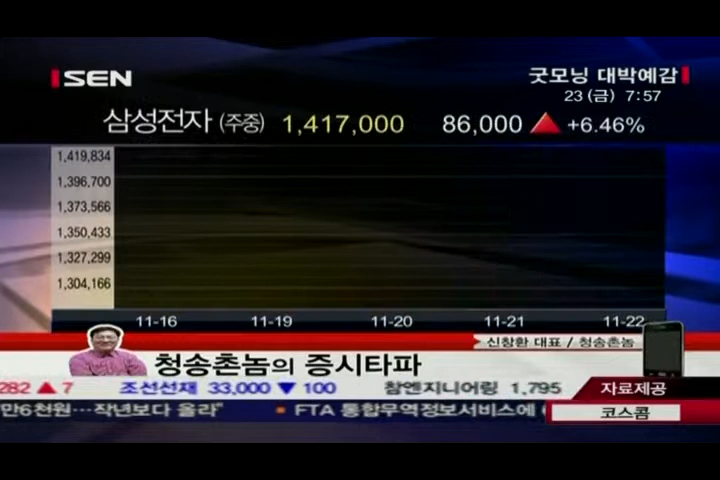 SEN
굿모닝 대박예감
23 (금) 7:57
삼성전자 (주중) 1,417,000 86,000 ▲ +6.46%
1,419,834
1,396,700
1,373,566
1,350,433
1,327,299
1,304,166
11-16 11-19 11-20 11-21 11-22
신창환 대표 / 청송촌놈
청송촌놈의 증시타파
282 ▲ 7 조선선재 33,000 ▼ 100 참엔지니어링 1,795
자료제공
만6천원…작년보다 올라" ▪ FTA 통합무역정보서비스에
코스콤